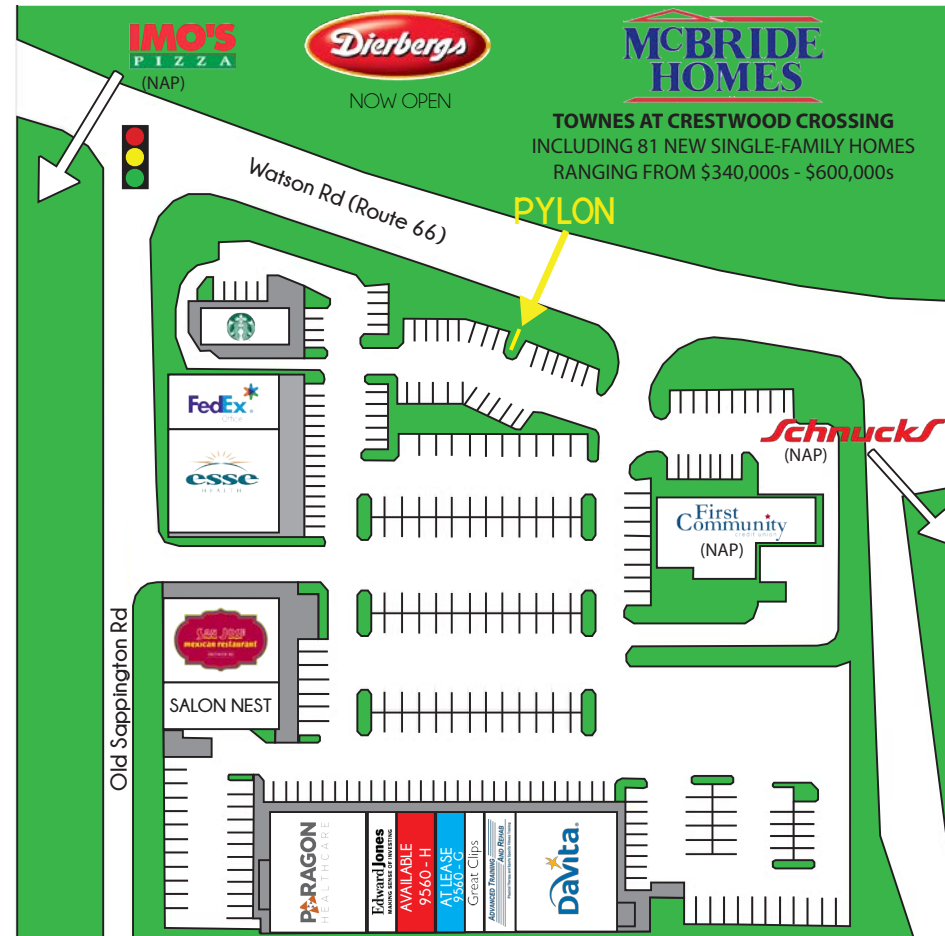 IMO'S
PIZZA
(NAP)
Dierbergs
NOW OPEN
McBRIDE
HOMES
TOWNES AT CRESTWOOD CROSSING
INCLUDING 81 NEW SINGLE-FAMILY HOMES
RANGING FROM $340,000s - $600,000s
Watson Rd (Route 66)
PYLON
FedEx
Office
esse
HEALTH
Schnucks
(NAP)
First
Community
credit union
(NAP)
San Jose
mexican restaurant
SALON NEST
Old Sappington Rd
PARAGON
HEALTHCARE
Edward Jones
MAKING SENSE OF INVESTING
AVAILABLE
9560 - H
AT LEASE
9560 - G
Great Clips
ADVANCED TRAINING AND REHAB
DaVita